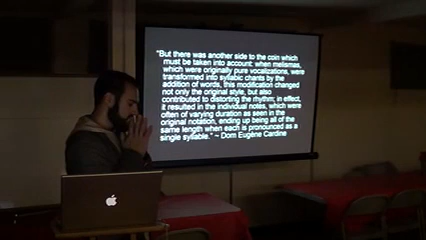 "But there was another side to the coin which
must be taken into account: when melismas,
which were originally pure vocalizations, were
transformed into syllabic chants by the
addition of words, this modification changed
not only the original style, but also
contributed to distorting the rhythm; in effect,
it resulted in the individual notes, which were
often of varying duration as seen in the
original notation, ending up being at of the
same length when each is pronounced as a
single syllable." ~ Dom Eugène Cardine